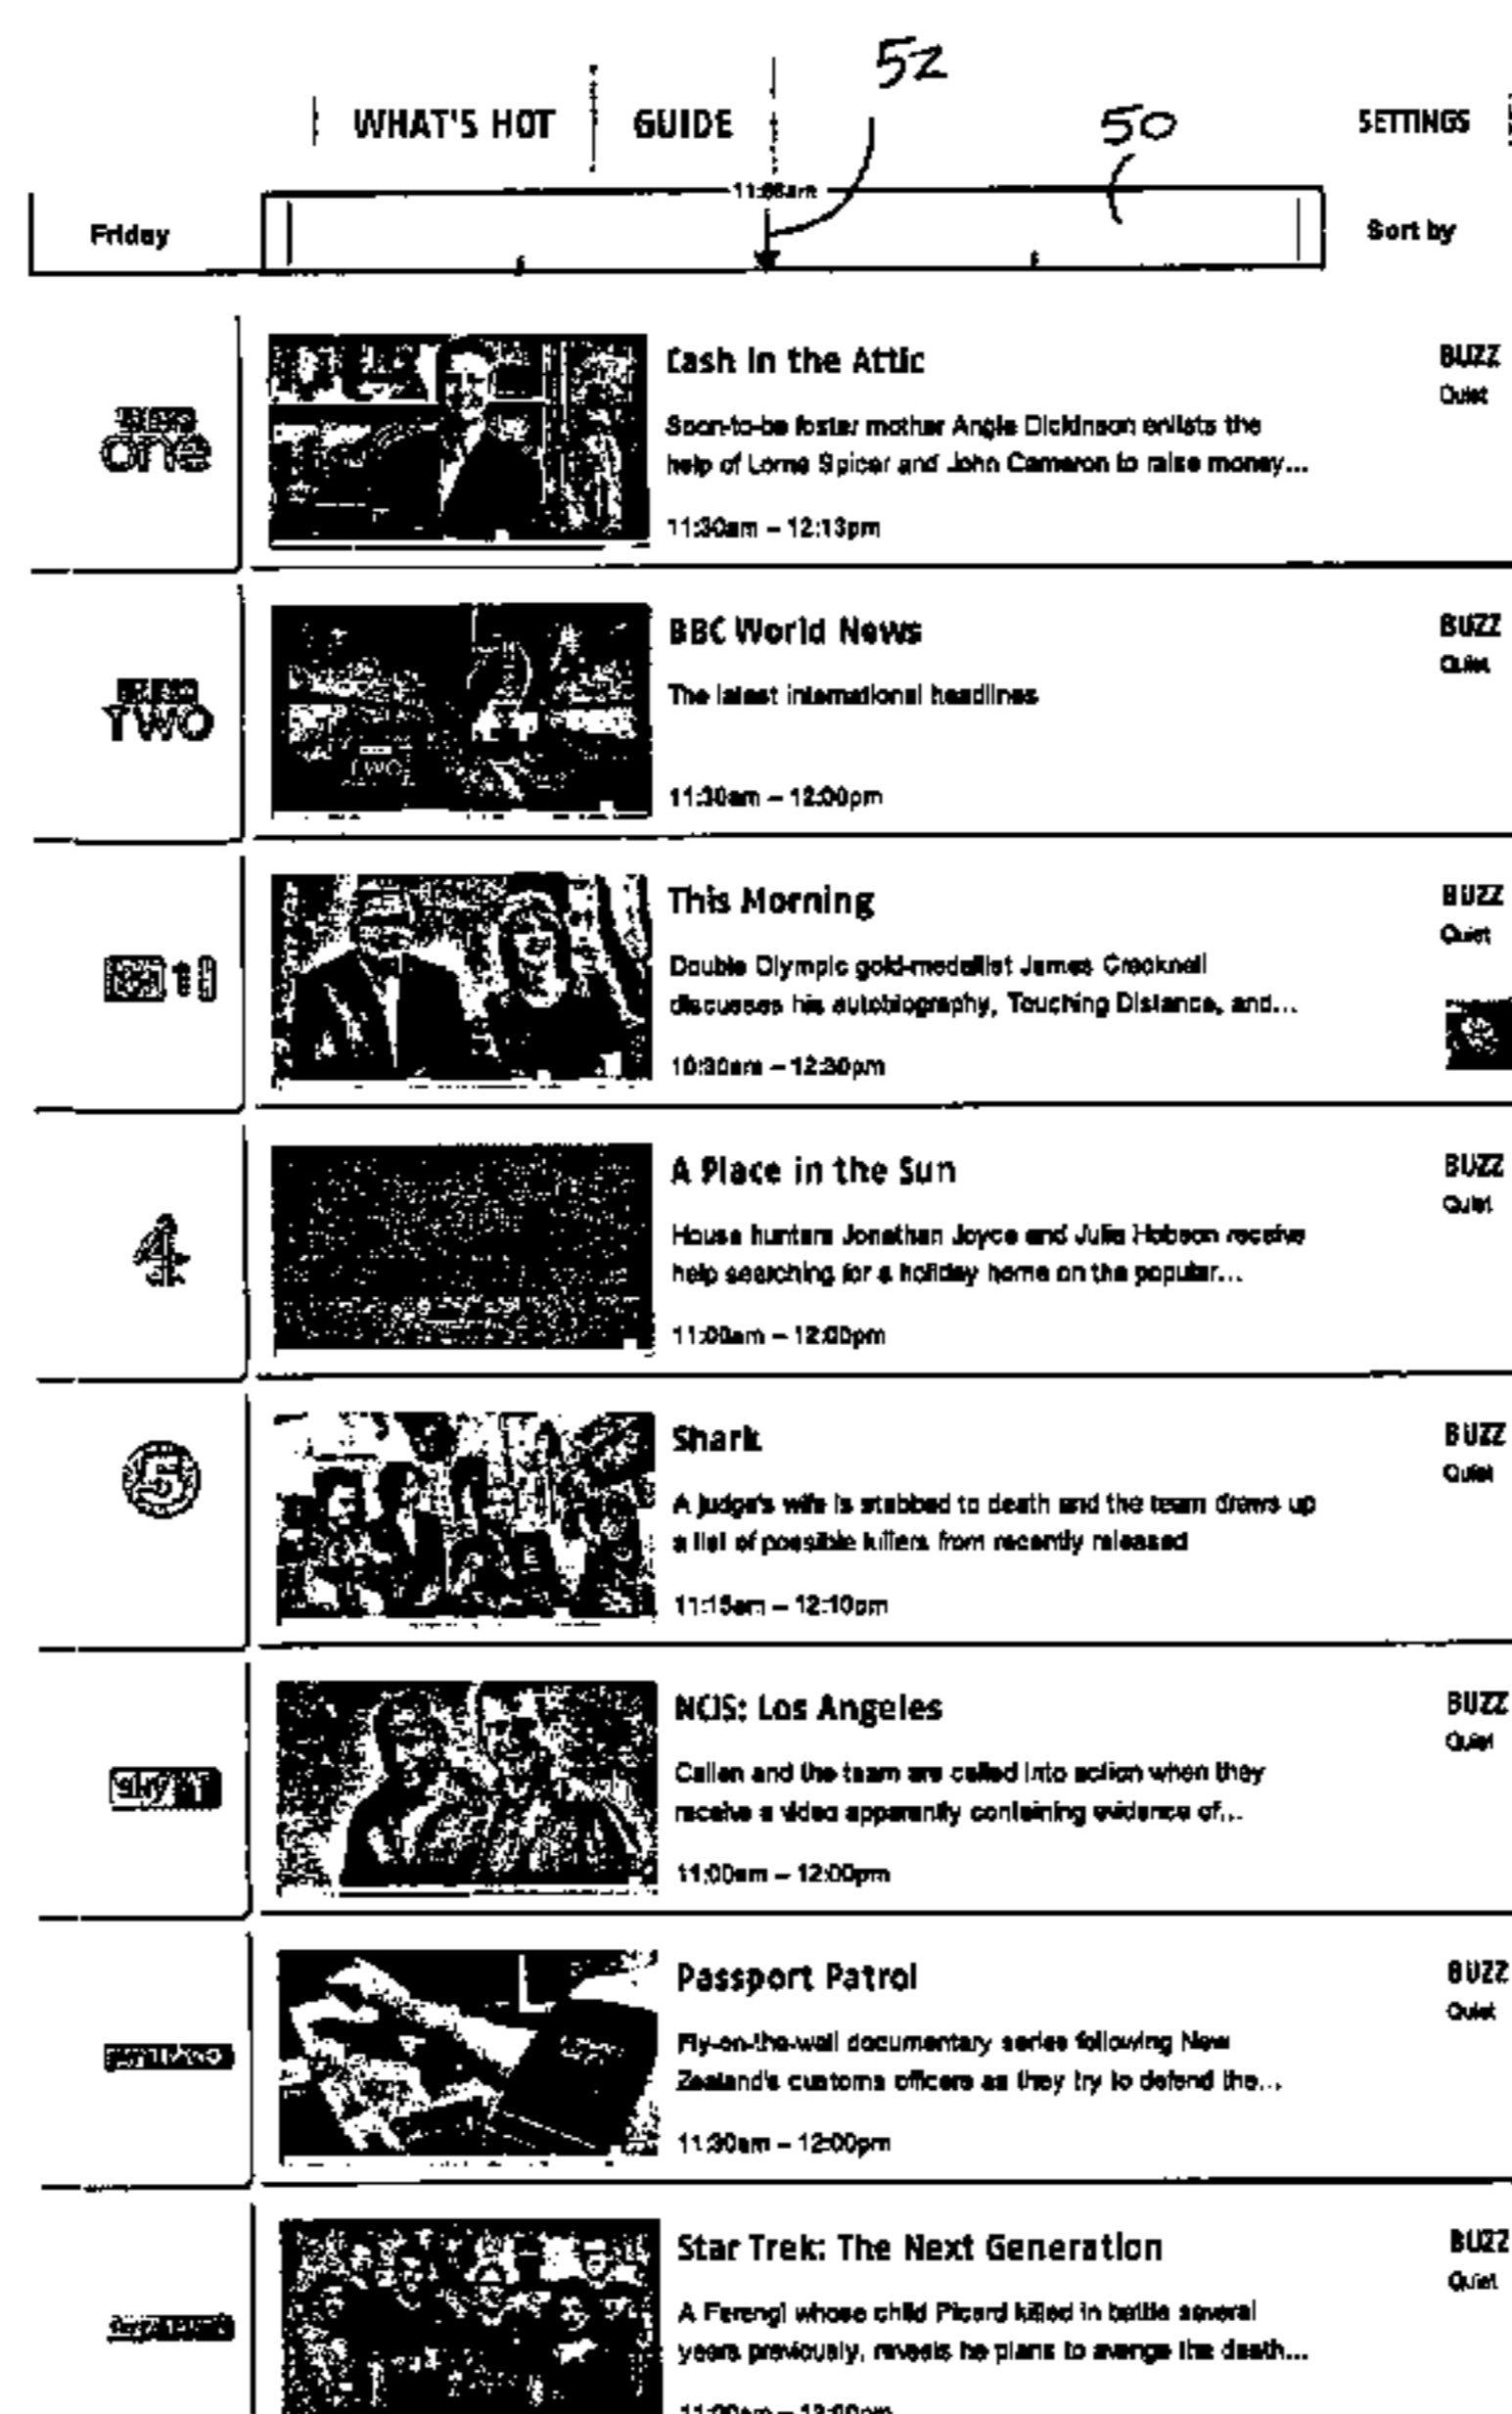 52
WHAT'S HOT GUIDE 50 SETTINGS
Friday Sort by
one
Cash in the Attic BUZZ
Quiet
Soon-to-be foster mother Angie Dickinson enlists the
help of Lorne Spicer and John Cameron to raise money...
11:30am – 12:13pm
TWO
BBC World News BUZZ
Quiet
The latest international headlines
TWO
11:30am – 12:00pm
This Morning BUZZ
Quiet
Double Olympic gold-medallist James Cracknell
discusses his autobiography, Touching Distance, and...
10:30am – 12:30pm
4
A Place in the Sun BUZZ
Quiet
House hunters Jonathan Joyce and Julie Hobson receive
help searching for a holiday home on the popular...
11:00am – 12:00pm
5
Shark BUZZ
Quiet
A judge's wife is stabbed to death and the team draws up
a list of possible killers from recently released
11:15am – 12:10pm
NCIS: Los Angeles BUZZ
Quiet
sky
Callen and the team are called into action when they
receive a video apparently containing evidence of...
11:00am – 12:00pm
Passport Patrol BUZZ
Quiet
Fly-on-the-wall documentary series following New
Zealand's customs officers as they try to defend the...
11:30am – 12:00pm
Star Trek: The Next Generation BUZZ
Quiet
A Ferengi whose child Picard killed in battle several
years previously, reveals he plans to avenge the death...